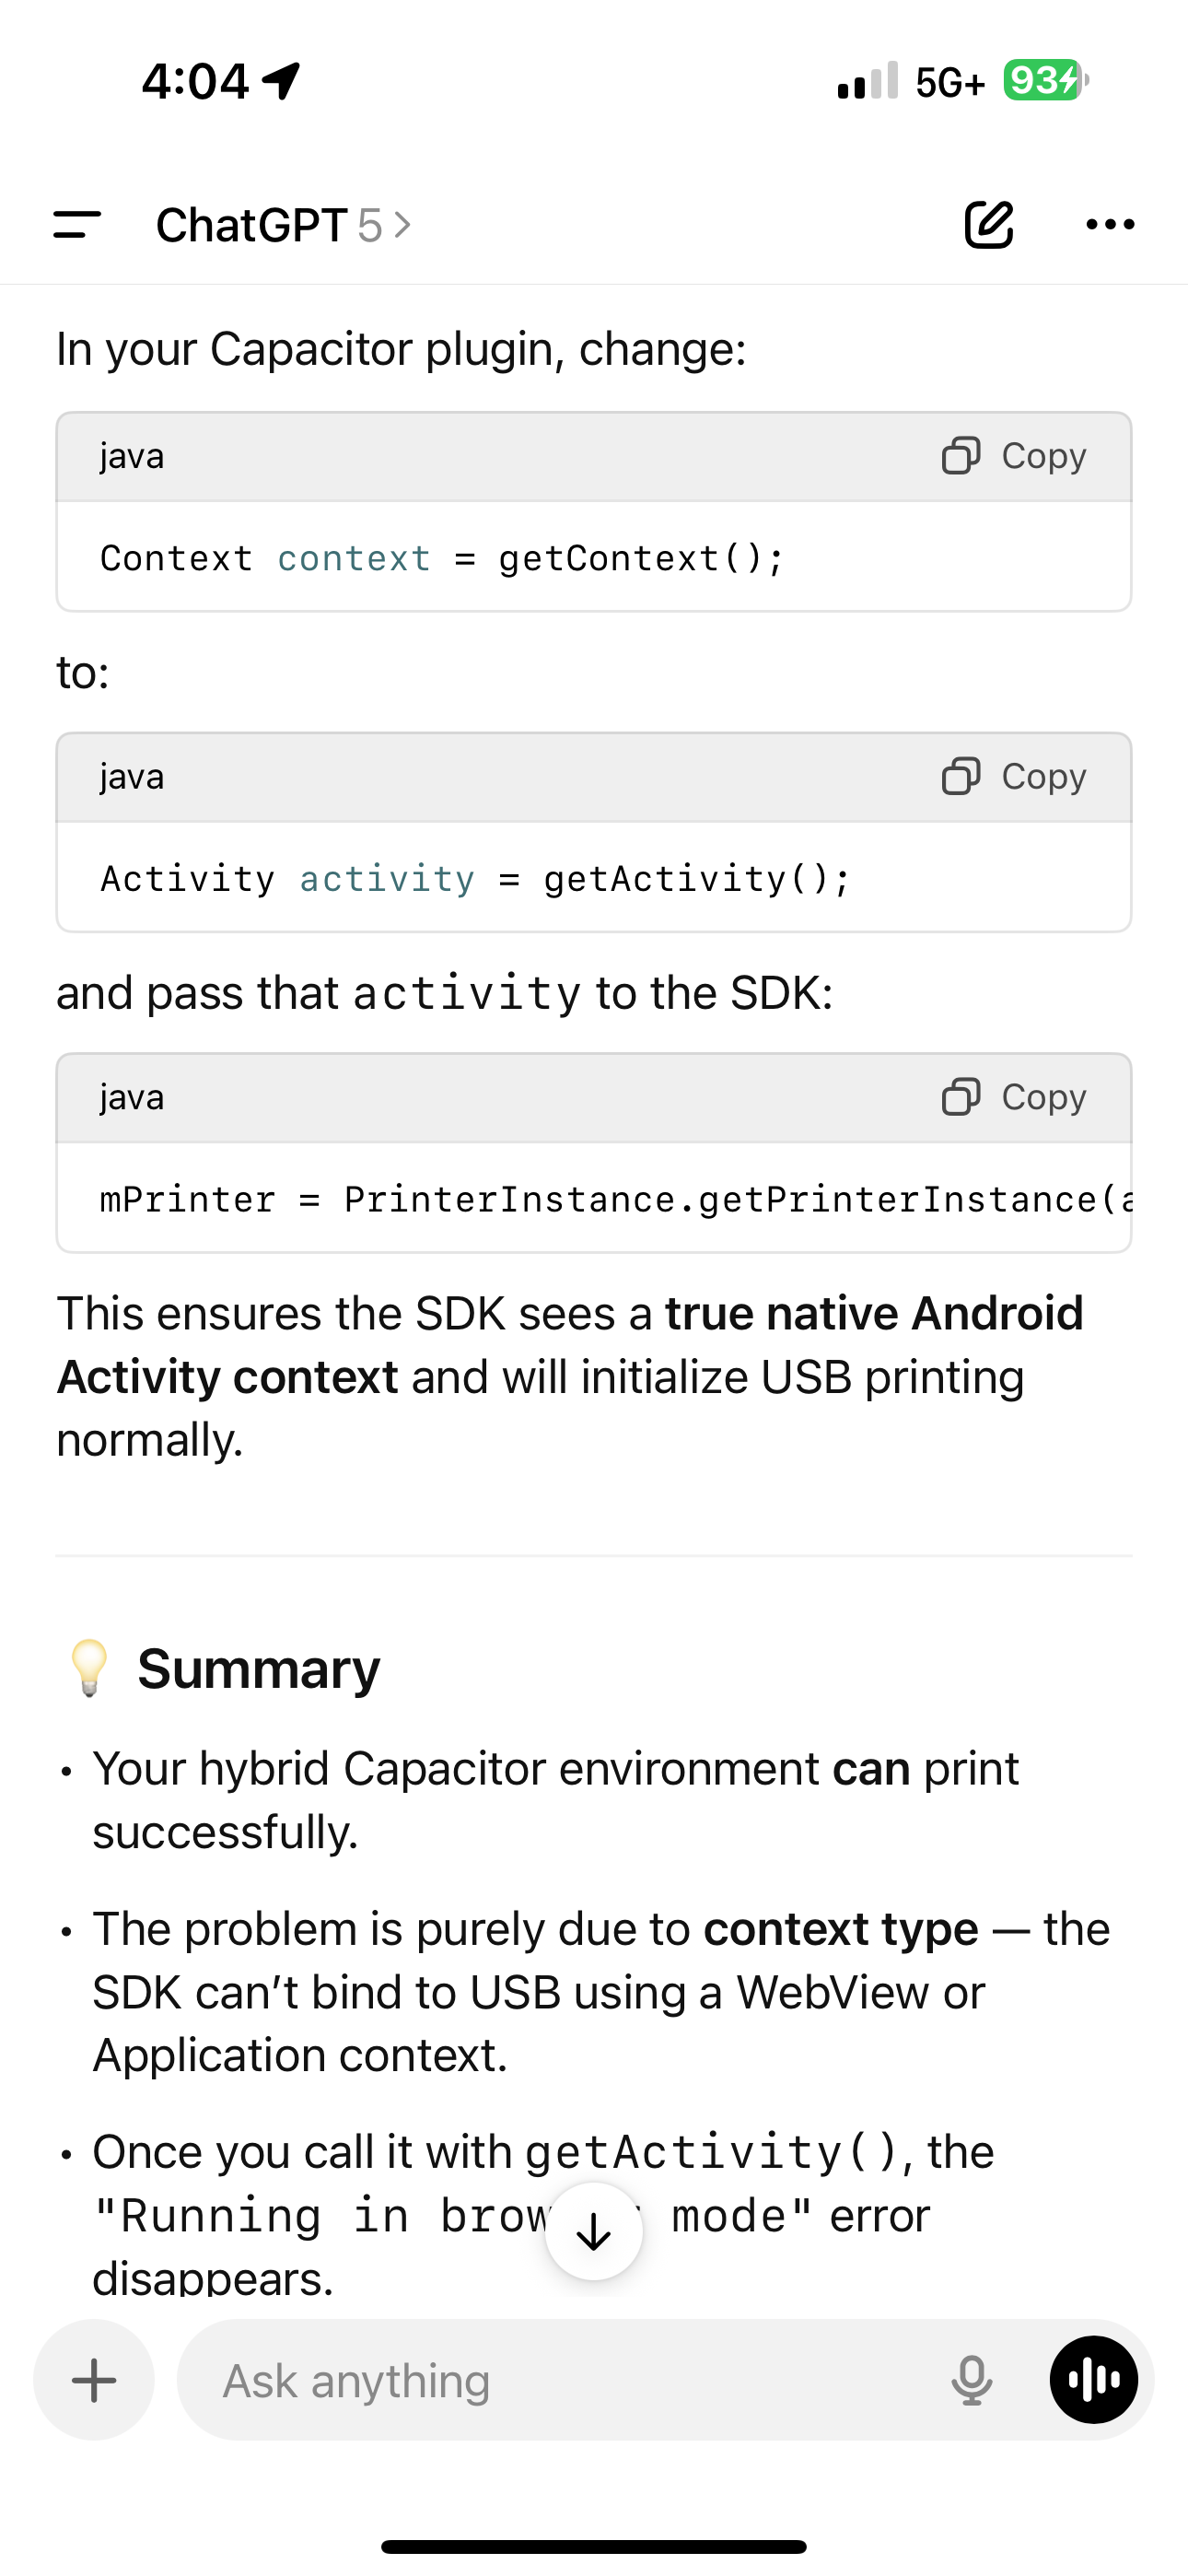 4:04
5G+
93
ChatGPT 5 >
In your Capacitor plugin, change:
java
Copy
Context context = getContext();
to:
java
Copy
Activity activity = getActivity();
and pass that activity to the SDK:
java
Copy
mPrinter = PrinterInstance.getPrinterInstance(a
This ensures the SDK sees a true native Android
Activity context and will initialize USB printing
normally.
💡 Summary
• Your hybrid Capacitor environment can print
successfully.
• The problem is purely due to context type — the
SDK can’t bind to USB using a WebView or
Application context.
• Once you call it with getActivity(), the
"Running in mode" error
disappears.
Ask anything